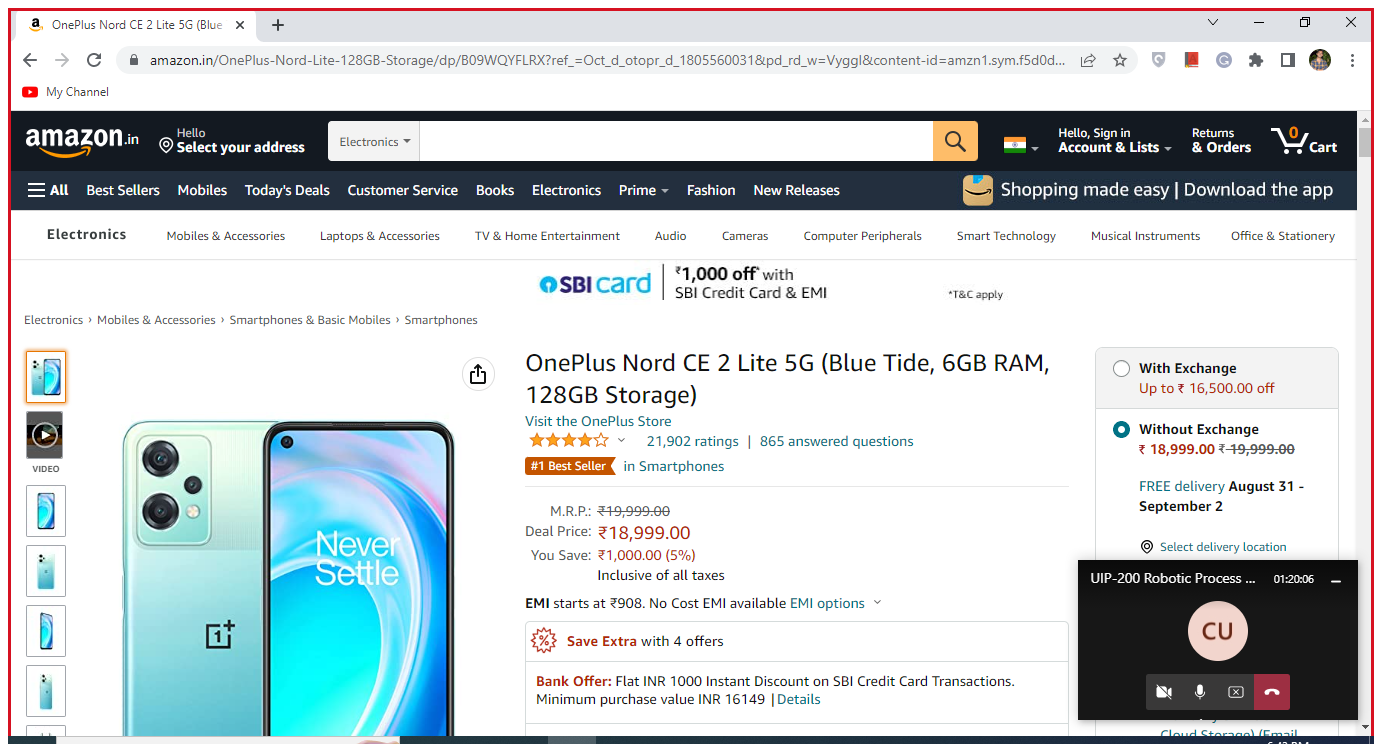 OnePlus Nord CE 2 Lite 5G (Blue
amazon.in/OnePlus-Nord-Lite-128GB-Storage/dp/B09WQYFLRX?ref_=Oct_d_otopr_d_1805560031&pd_rd_w=VyggI&content-id=amzn1.sym.f5d0d...
My Channel
amazon.in
Hello
Select your address
Electronics
Hello, Sign in
Account & Lists
Returns
& Orders
0
Cart
All
Best Sellers
Mobiles
Today's Deals
Customer Service
Books
Electronics
Prime
Fashion
New Releases
Shopping made easy | Download the app
Electronics
Mobiles & Accessories
Laptops & Accessories
TV & Home Entertainment
Audio
Cameras
Computer Peripherals
Smart Technology
Musical Instruments
Office & Stationery
SBI card
₹1,000 off* with
SBI Credit Card & EMI
*T&C apply
Electronics › Mobiles & Accessories › Smartphones & Basic Mobiles › Smartphones
VIDEO
Never
Settle
OnePlus Nord CE 2 Lite 5G (Blue Tide, 6GB RAM,
128GB Storage)
Visit the OnePlus Store
21,902 ratings | 865 answered questions
#1 Best Seller in Smartphones
M.R.P.: ₹19,999.00
Deal Price: ₹18,999.00
You Save: ₹1,000.00 (5%)
Inclusive of all taxes
EMI starts at ₹908. No Cost EMI available EMI options
Save Extra with 4 offers
Bank Offer: Flat INR 1000 Instant Discount on SBI Credit Card Transactions.
Minimum purchase value INR 16149 | Details
With Exchange
Up to ₹ 16,500.00 off
Without Exchange
₹ 18,999.00 ₹ 19,999.00
FREE delivery August 31 -
September 2
Select delivery location
UIP-200 Robotic Process ...
01:20:06
CU
Cloud Storage) (Email